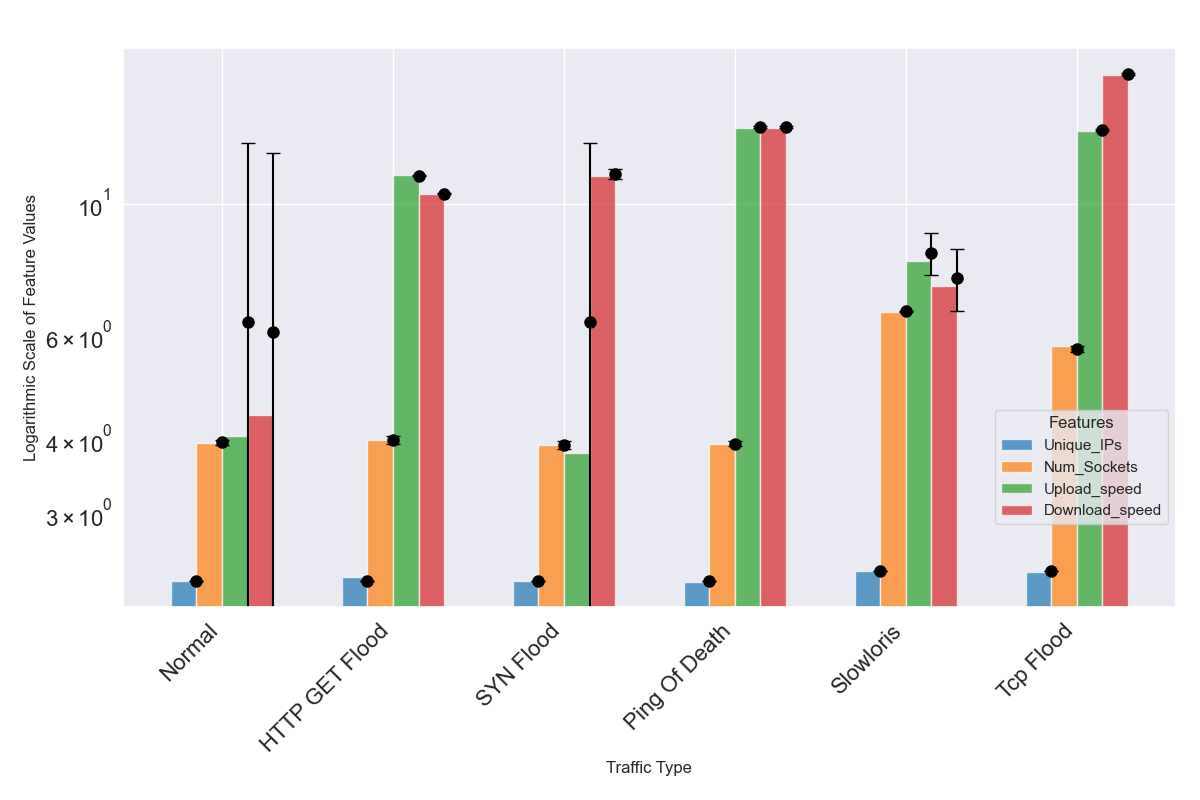 Logarithmic Scale of Feature Values
10^1
6 × 10^0
4 × 10^0
3 × 10^0
Features
Unique_IPs
Num_Sockets
Upload_speed
Download_speed
Normal
HTTP GET Flood
SYN Flood
Ping Of Death
Slowloris
Tcp Flood
Traffic Type